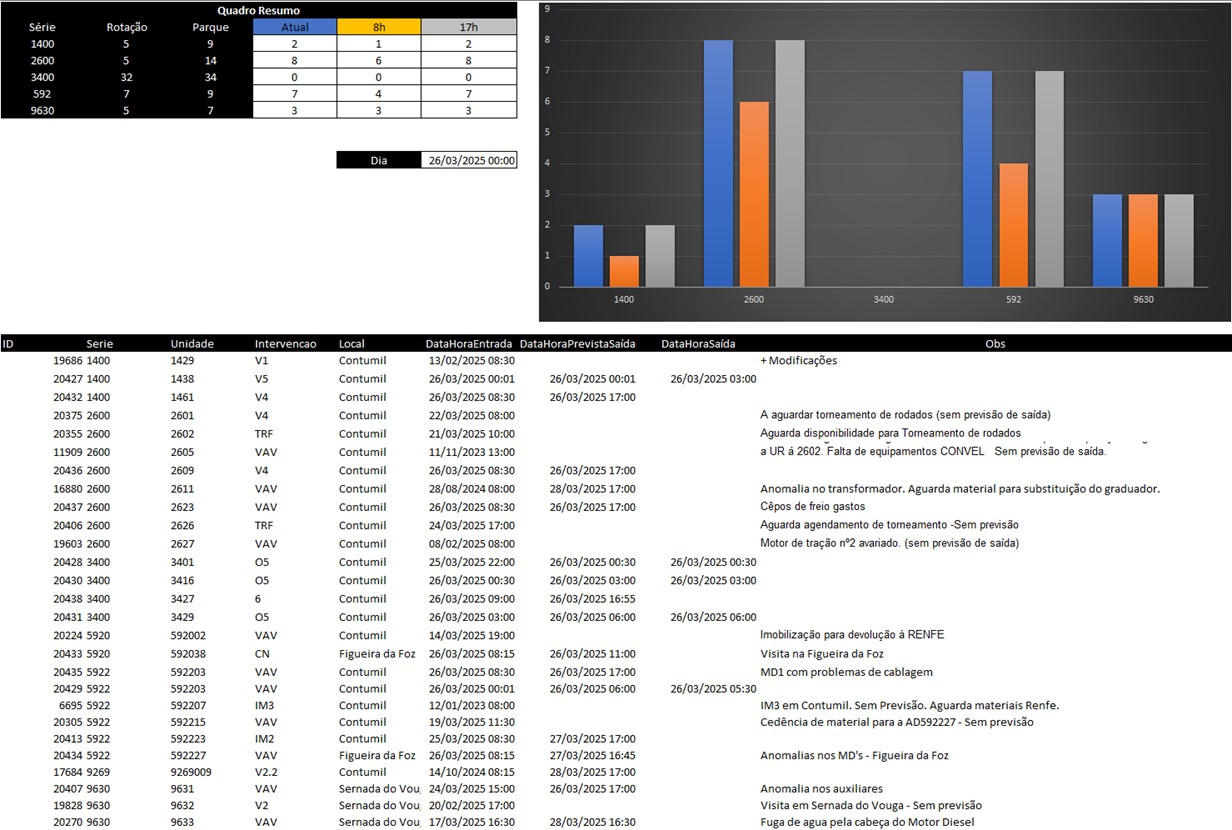 Quadro Resumo
Série Rotação Parque Atual 8h 17h
1400 5 9 2 1 2
2600 5 14 8 6 8
3400 32 34 0 0 0
592 7 9 7 4 7
9630 5 7 3 3 3
Dia 26/03/2025 00:00
9
8
7
6
5
4
3
2
1
0
1400 2600 3400 592 9630
ID Serie Unidade Intervencao Local DataHoraEntrada DataHoraPrevistaSaída DataHoraSaída Obs
19686 1400 1429 V1 Contumil 13/02/2025 08:30 + Modificações
20427 1400 1438 V5 Contumil 26/03/2025 00:01 26/03/2025 00:01 26/03/2025 03:00
20432 1400 1461 V4 Contumil 26/03/2025 08:30 26/03/2025 17:00
20375 2600 2601 V4 Contumil 22/03/2025 08:00 A aguardar torneamento de rodados (sem previsão de saída)
20355 2600 2602 TRF Contumil 21/03/2025 10:00 Aguarda disponibilidade para Torneamento de rodados
11909 2600 2605 VAV Contumil 11/11/2023 13:00 a UR á 2602. Falta de equipamentos CONVEL Sem previsão de saída.
20436 2600 2609 V4 Contumil 26/03/2025 08:30 26/03/2025 17:00
16880 2600 2611 VAV Contumil 28/08/2024 08:00 28/03/2025 17:00 Anomalia no transformador. Aguarda material para substituição do graduador.
20437 2600 2623 VAV Contumil 26/03/2025 08:30 26/03/2025 17:00 Cêpos de freio gastos
20406 2600 2626 TRF Contumil 24/03/2025 17:00 Aguarda agendamento de torneamento -Sem previsão
19603 2600 2627 VAV Contumil 08/02/2025 08:00 Motor de tração nº2 avariado. (sem previsão de saída)
20428 3400 3401 O5 Contumil 25/03/2025 22:00 26/03/2025 00:30 26/03/2025 00:30
20430 3400 3416 O5 Contumil 26/03/2025 00:30 26/03/2025 03:00 26/03/2025 03:00
20438 3400 3427 6 Contumil 26/03/2025 09:00 26/03/2025 16:55
20431 3400 3429 O5 Contumil 26/03/2025 03:00 26/03/2025 06:00 26/03/2025 06:00
20224 5920 592002 VAV Contumil 14/03/2025 19:00 Imobilização para devolução à RENFE
20433 5920 592038 CN Figueira da Foz 26/03/2025 08:15 26/03/2025 11:00 Visita na Figueira da Foz
20435 5922 592203 VAV Contumil 26/03/2025 08:30 26/03/2025 17:00 MD1 com problemas de cablagem
20429 5922 592203 VAV Contumil 26/03/2025 00:01 26/03/2025 06:00 26/03/2025 05:30
6695 5922 592207 IM3 Contumil 12/01/2023 08:00 IM3 em Contumil. Sem Previsão. Aguarda materiais Renfe.
20305 5922 592215 VAV Contumil 19/03/2025 11:30 Cedência de material para a AD592227 - Sem previsão
20413 5922 592223 IM2 Contumil 25/03/2025 08:30 27/03/2025 17:00
20434 5922 592227 VAV Figueira da Foz 26/03/2025 08:15 27/03/2025 16:45 Anomalias nos MD's - Figueira da Foz
17684 9269 9269009 V2.2 Contumil 14/10/2024 08:15 28/03/2025 17:00
20407 9630 9631 VAV Sernada do Voug 24/03/2025 15:00 26/03/2025 17:00 Anomalia nos auxiliares
19828 9630 9632 V2 Sernada do Voug 20/02/2025 17:00 Visita em Sernada do Vouga - Sem previsão
20270 9630 9633 VAV Sernada do Voug 17/03/2025 16:30 28/03/2025 16:30 Fuga de agua pela cabeça do Motor Diesel